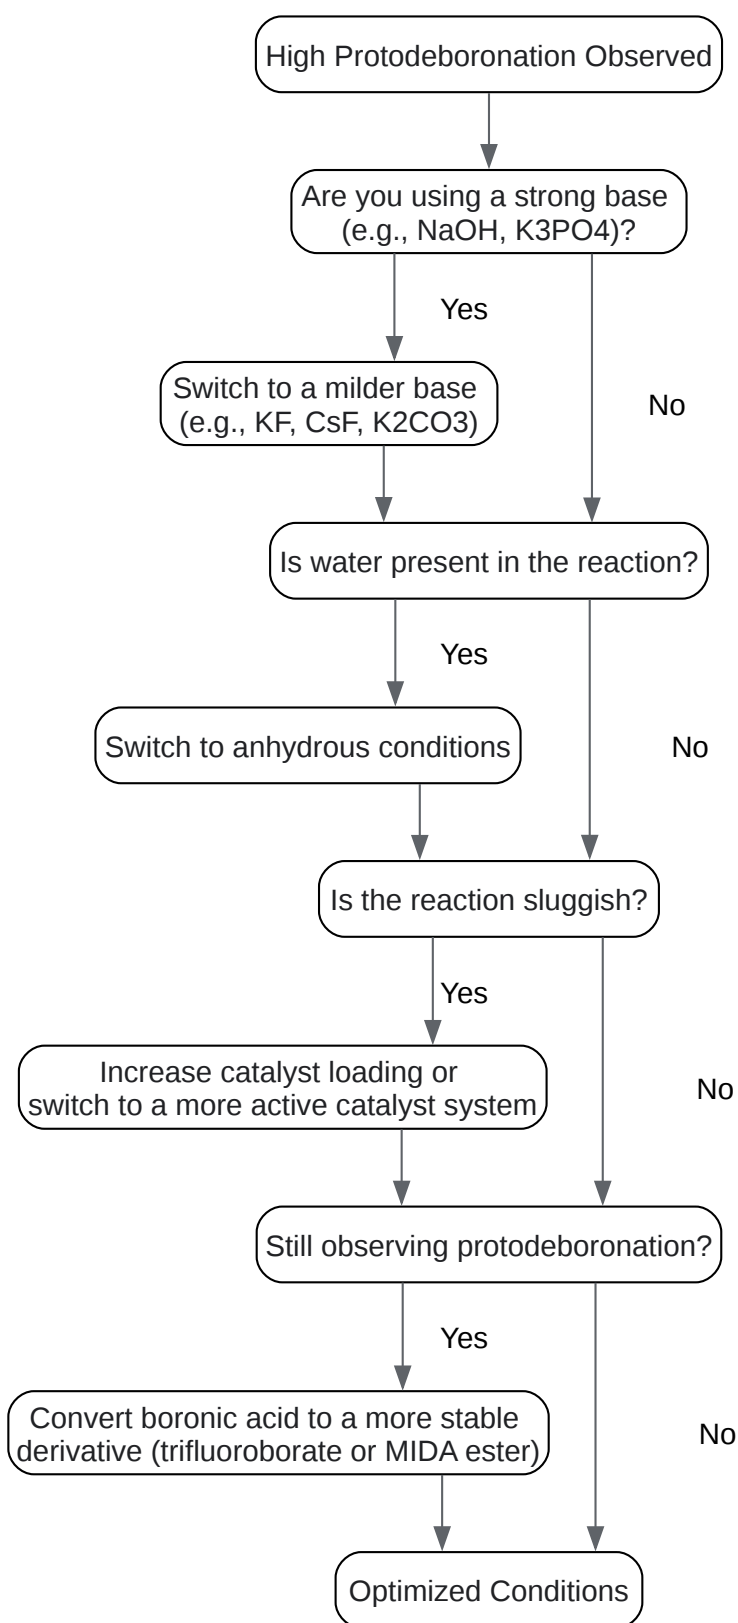 High Protodeboronation Observed
Are you using a strong base
(e.g., NaOH, K3PO4)?
Yes
No
Switch to a milder base
(e.g., KF, CsF, K2CO3)
Is water present in the reaction?
Yes
No
Switch to anhydrous conditions
Is the reaction sluggish?
Yes
No
Increase catalyst loading or
switch to a more active catalyst system
Still observing protodeboronation?
Yes
No
Convert boronic acid to a more stable
derivative (trifluoroborate or MIDA ester)
Optimized Conditions